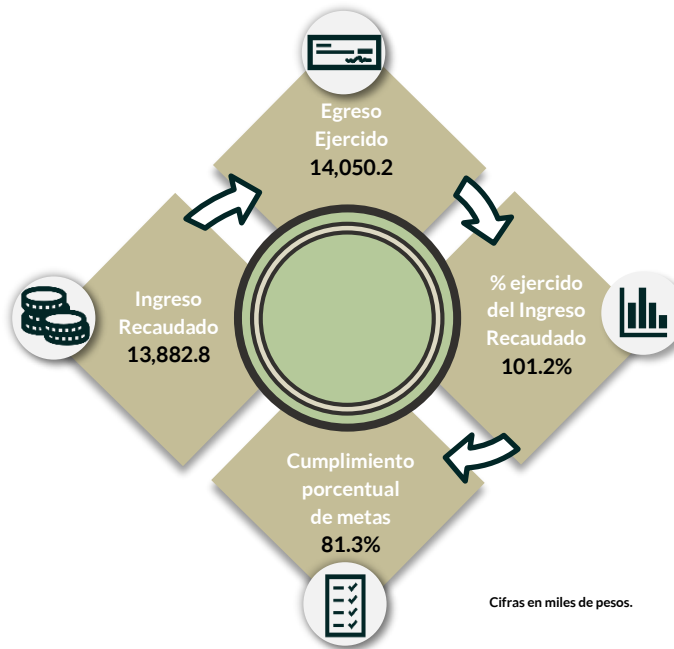 Egreso
Ejercido
14,050.2
Ingreso
Recaudado
13,882.8
% ejercido
del Ingreso
Recaudado
101.2%
Cumplimiento
porcentual
de metas
81.3%
Cifras en miles de pesos.